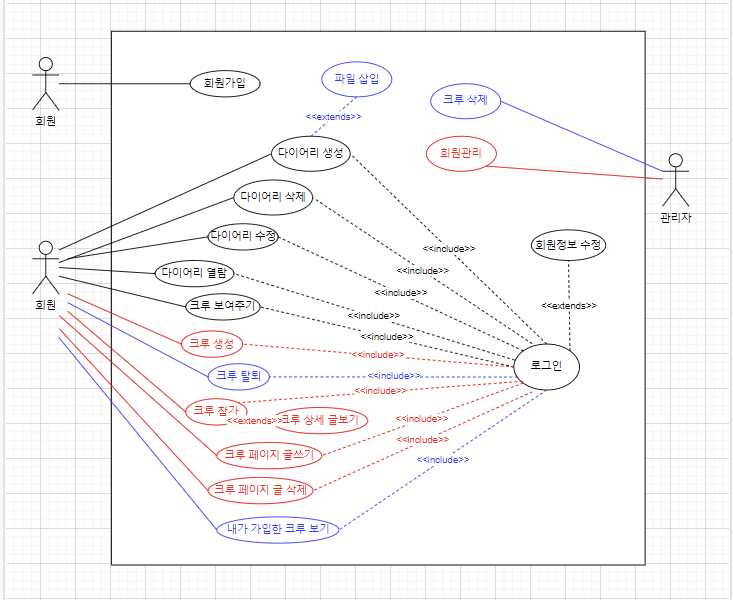 회원가입
회원
파일 삽입
<<extends>>
크루 삭제
회원관리
관리자
다이어리 생성
다이어리 삭제
다이어리 수정
다이어리 열람
크루 보여주기
회원
회원정보 수정
<<extends>>
로그인
<<include>>
<<include>>
<<include>>
<<include>>
<<include>>
크루 생성
<<include>>
크루 탈퇴
<<include>>
크루 참가
<<include>>
<<extends>>
크루 상세 글보기
크루 페이지 글쓰기
<<include>>
크루 페이지 글 삭제
<<include>>
내가 가입한 크루 보기
<<include>>